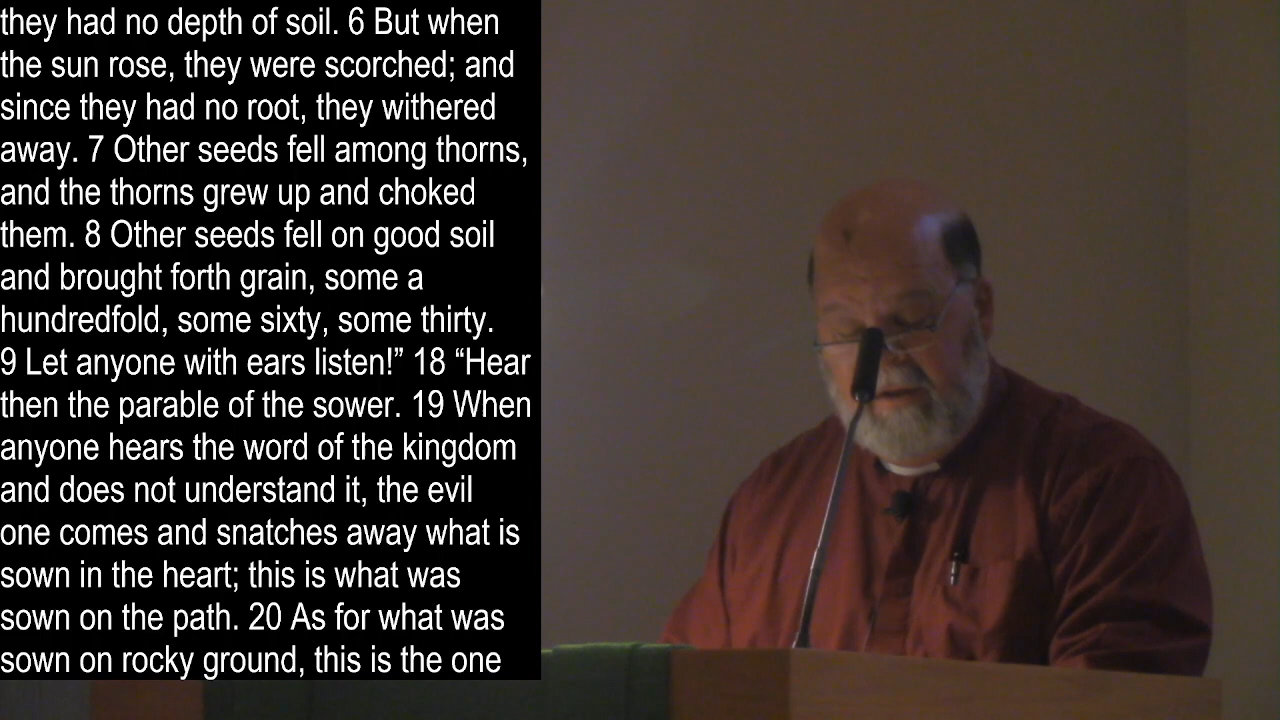 they had no depth of soil. 6 But when
the sun rose, they were scorched; and
since they had no root, they withered
away. 7 Other seeds fell among thorns,
and the thorns grew up and choked
them. 8 Other seeds fell on good soil
and brought forth grain, some a
hundredfold, some sixty, some thirty.
9 Let anyone with ears listen!” 18 “Hear
then the parable of the sower. 19 When
anyone hears the word of the kingdom
and does not understand it, the evil
one comes and snatches away what is
sown in the heart; this is what was
sown on the path. 20 As for what was
sown on rocky ground, this is the one